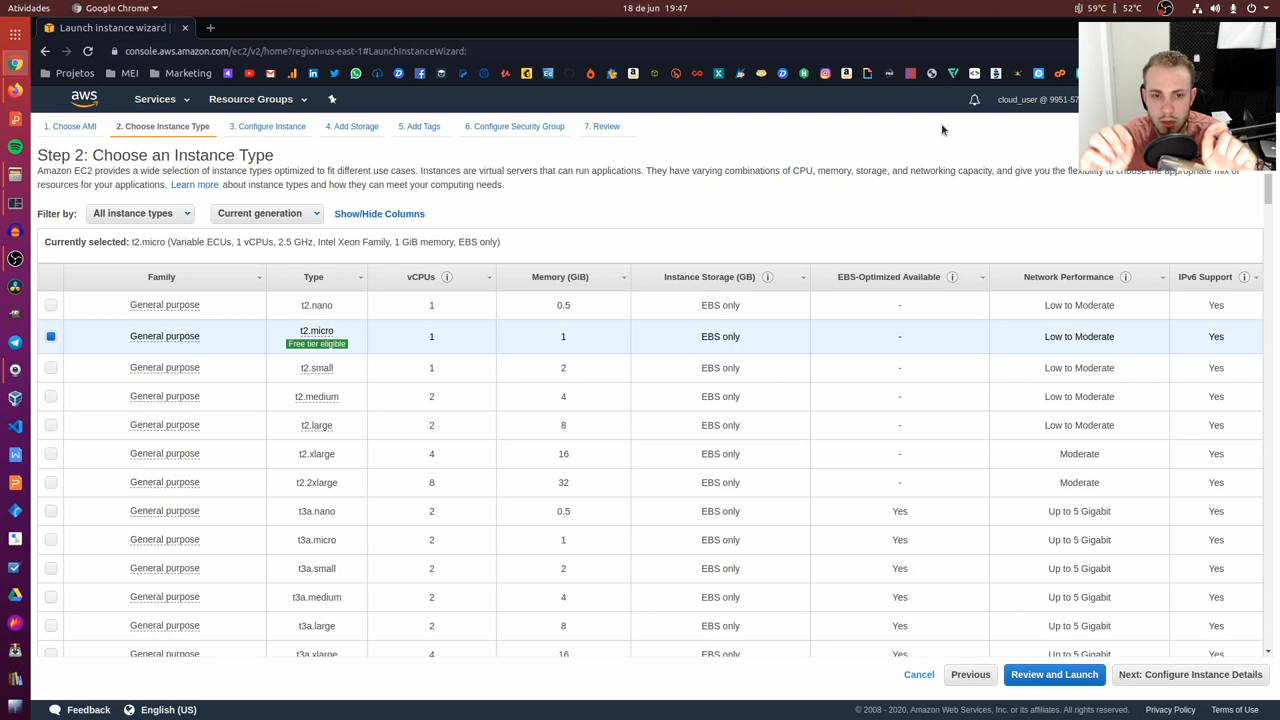 Atividades
Google Chrome
18 de jun 19:47
59°C
52°C
Launch instance wizard |
console.aws.amazon.com/ec2/v2/home?region=us-east-1#LaunchInstanceWizard:
Projetos
MEI
Marketing
aws
Services
Resource Groups
cloud_user @ 9951-57
1. Choose AMI
2. Choose Instance Type
3. Configure Instance
4. Add Storage
5. Add Tags
6. Configure Security Group
7. Review
Step 2: Choose an Instance Type
Amazon EC2 provides a wide selection of instance types optimized to fit different use cases. Instances are virtual servers that can run applications. They have varying combinations of CPU, memory, storage, and networking capacity, and give you the flexibility to choose the appropriate mix of
resources for your applications. Learn more about instance types and how they can meet your computing needs.
Filter by: All instance types Current generation Show/Hide Columns
Currently selected: t2.micro (Variable ECUs, 1 vCPUs, 2.5 GHz, Intel Xeon Family, 1 GiB memory, EBS only)
Family Type vCPUs Memory (GiB) Instance Storage (GB) EBS-Optimized Available Network Performance IPv6 Support
General purpose t2.nano 1 0.5 EBS only - Low to Moderate Yes
General purpose t2.micro 1 1 EBS only - Low to Moderate Yes
Free tier eligible
General purpose t2.small 1 2 EBS only - Low to Moderate Yes
General purpose t2.medium 2 4 EBS only - Low to Moderate Yes
General purpose t2.large 2 8 EBS only - Low to Moderate Yes
General purpose t2.xlarge 4 16 EBS only - Moderate Yes
General purpose t2.2xlarge 8 32 EBS only - Moderate Yes
General purpose t3a.nano 2 0.5 EBS only Yes Up to 5 Gigabit Yes
General purpose t3a.micro 2 1 EBS only Yes Up to 5 Gigabit Yes
General purpose t3a.small 2 2 EBS only Yes Up to 5 Gigabit Yes
General purpose t3a.medium 2 4 EBS only Yes Up to 5 Gigabit Yes
General purpose t3a.large 2 8 EBS only Yes Up to 5 Gigabit Yes
General purpose t3a.xlarge 4 16 EBS only Yes Up to 5 Gigabit Yes
Cancel Previous Review and Launch Next: Configure Instance Details
Feedback English (US) © 2008 - 2020, Amazon Web Services, Inc. or its affiliates. All rights reserved. Privacy Policy Terms of Use